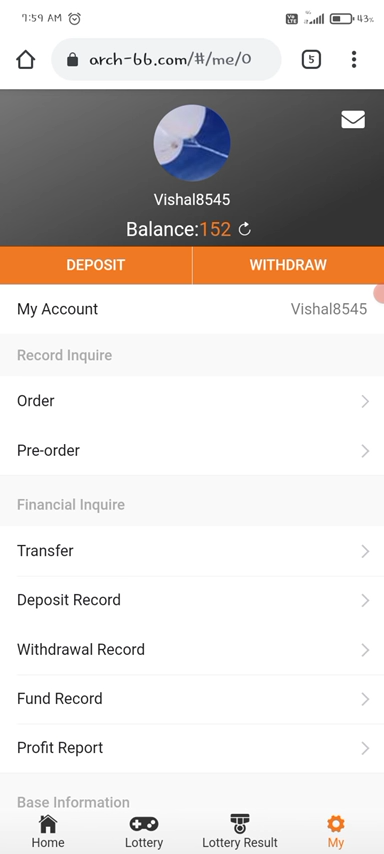 7:59 AM
43%
arch-bb.com/#/me/0
5
Vishal8545
Balance:152
DEPOSIT WITHDRAW
My Account Vishal8545
Record Inquire
Order
Pre-order
Financial Inquire
Transfer
Deposit Record
Withdrawal Record
Fund Record
Profit Report
Base Information
Home Lottery Lottery Result My